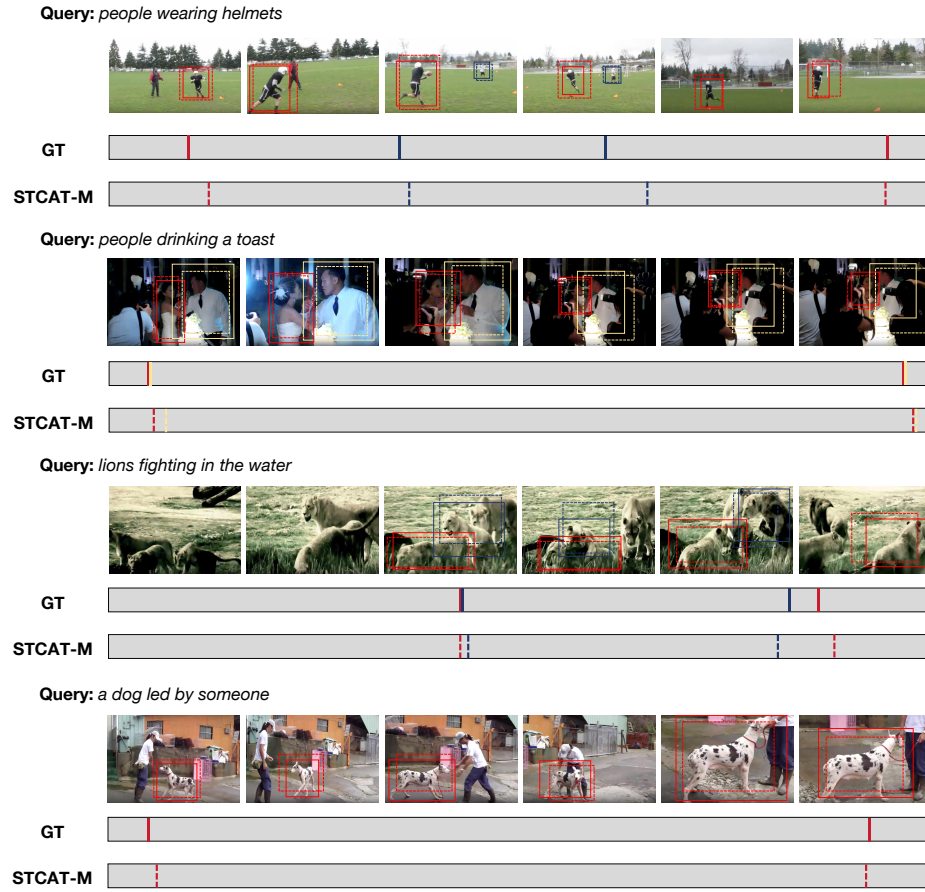 Query: people wearing helmets
GT
STCAT-M
Query: people drinking a toast
GT
STCAT-M
Query: lions fighting in the water
GT
STCAT-M
Query: a dog led by someone
GT
STCAT-M